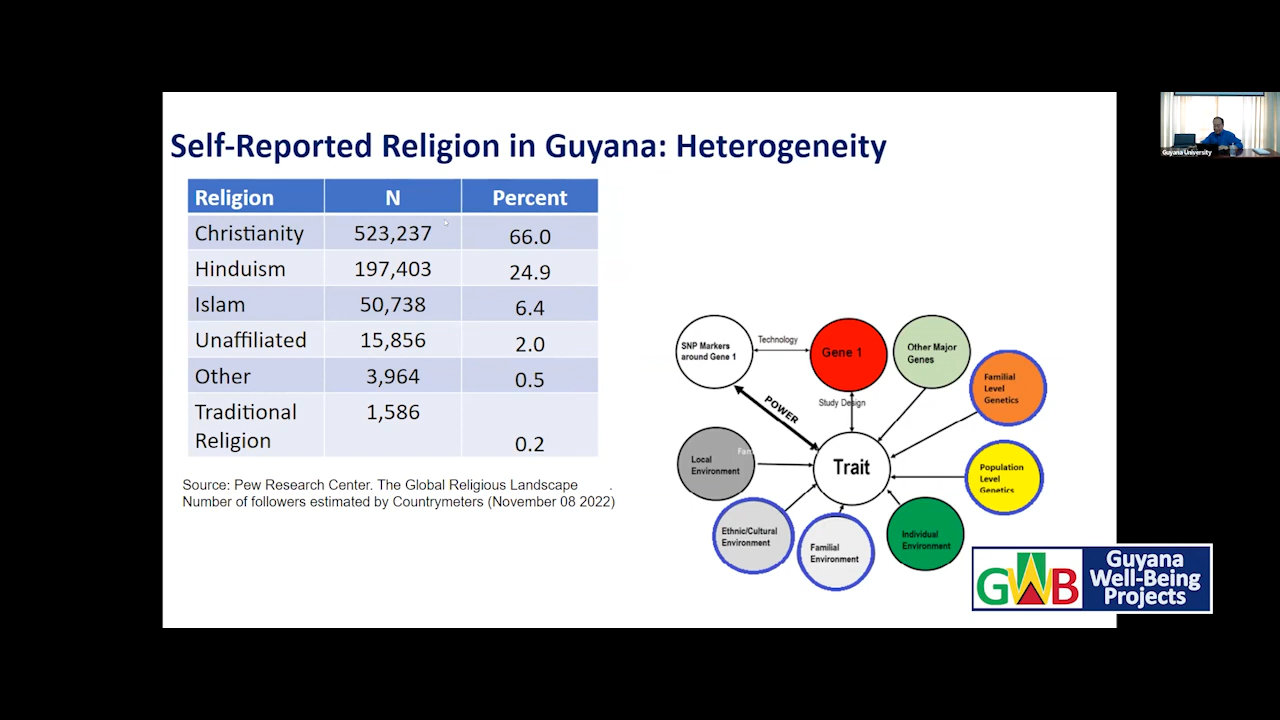 Self-Reported Religion in Guyana: Heterogeneity
Religion N Percent
Christianity 523,237 66.0
Hinduism 197,403 24.9
Islam 50,738 6.4
Unaffiliated 15,856 2.0
Other 3,964 0.5
Traditional
Religion 1,586 0.2
Source: Pew Research Center. The Global Religious Landscape .
Number of followers estimated by Countrymeters (November 08 2022)
SNP Markers
around Gene 1
Technology
Gene 1
Other Major
Genes
Familial
Level
Genetics
Study Design
POWER
Local
Environment
Fam
Trait
Population
Level
Genetics
Ethnic/Cultural
Environment
Familial
Environment
Individual
Environment
GWB
Guyana
Well-Being
Projects
Guyana University